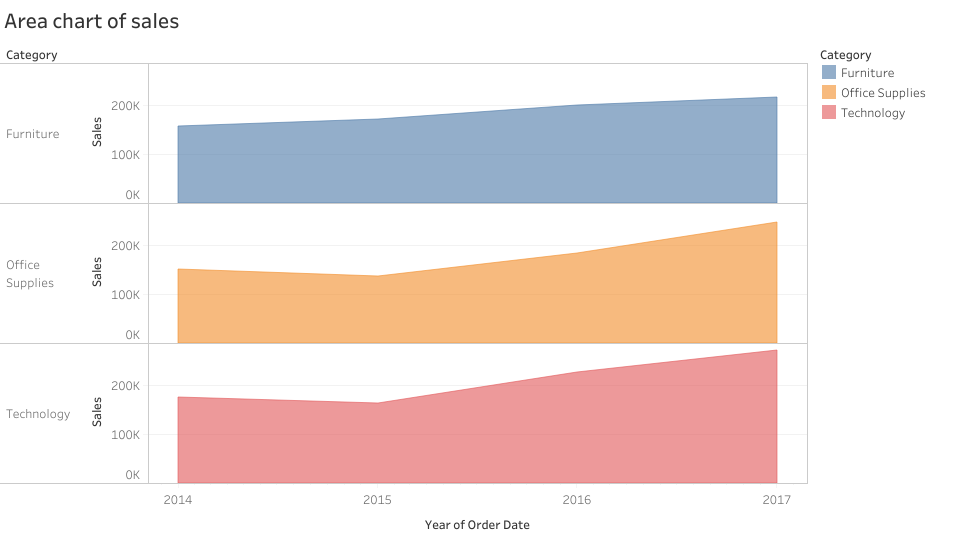 Area chart of sales
Category
Furniture
Sales
200K
100K
0K
Office
Supplies
Sales
200K
100K
0K
Technology
Sales
200K
100K
0K
2014
2015
2016
2017
Year of Order Date
Category
Furniture
Office Supplies
Technology